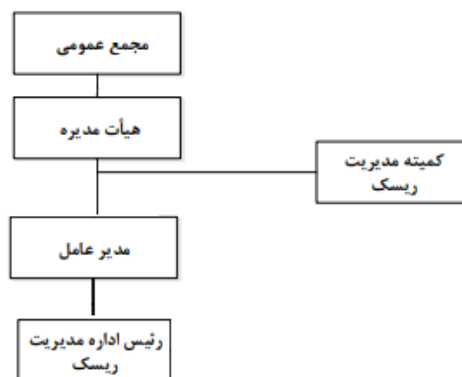 مجمع عمومی
هیأت مدیره
کمیته مدیریت
ریسک
مدیر عامل
رئیس اداره مدیریت
ریسک